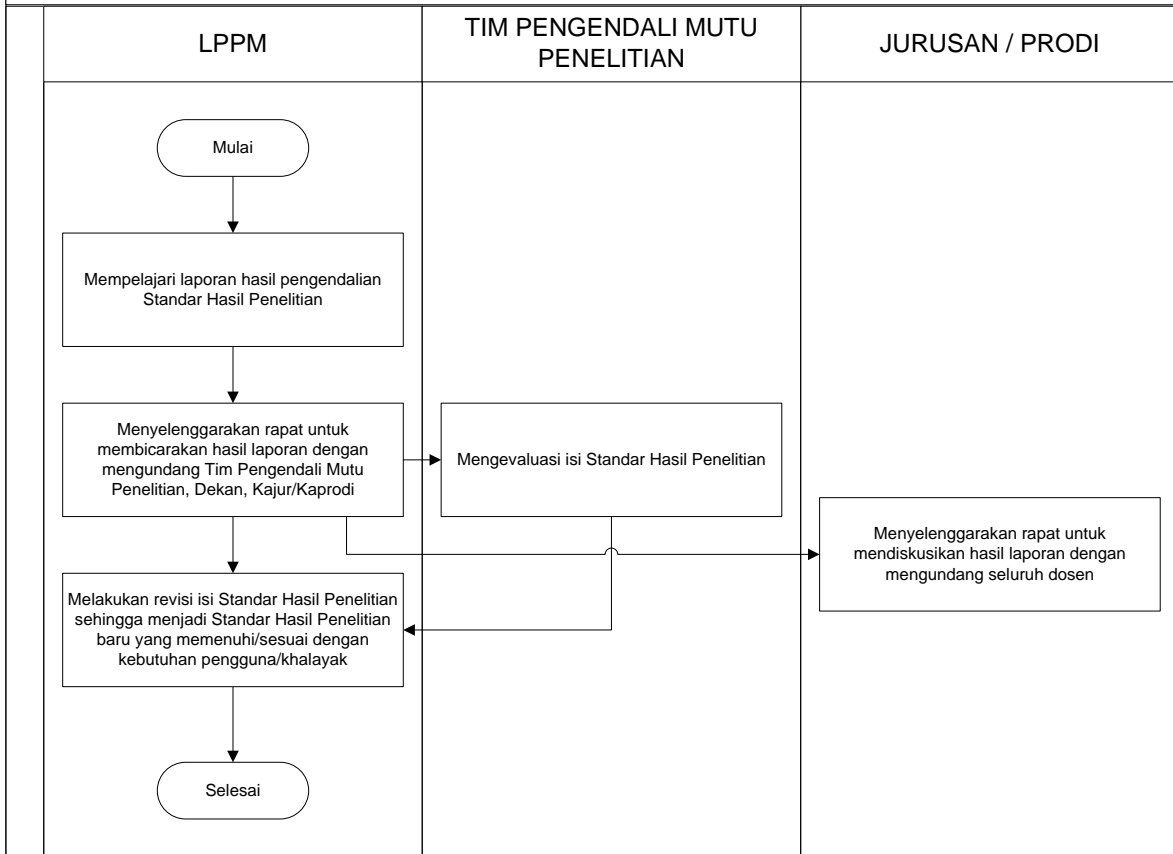 LPPM
TIM PENGENDALI MUTU
PENELITIAN
JURUSAN / PRODI
Mulai
Mempelajari laporan hasil pengendalian
Standar Hasil Penelitian
Menyelenggarakan rapat untuk
membicarakan hasil laporan dengan
mengundang Tim Pengendali Mutu
Penelitian, Dekan, Kajur/Kaprodi
Mengevaluasi isi Standar Hasil Penelitian
Menyelenggarakan rapat untuk
mendiskusikan hasil laporan dengan
mengundang seluruh dosen
Melakukan revisi isi Standar Hasil Penelitian
sehingga menjadi Standar Hasil Penelitian
baru yang memenuhi/sesuai dengan
kebutuhan pengguna/khalayak
Selesai